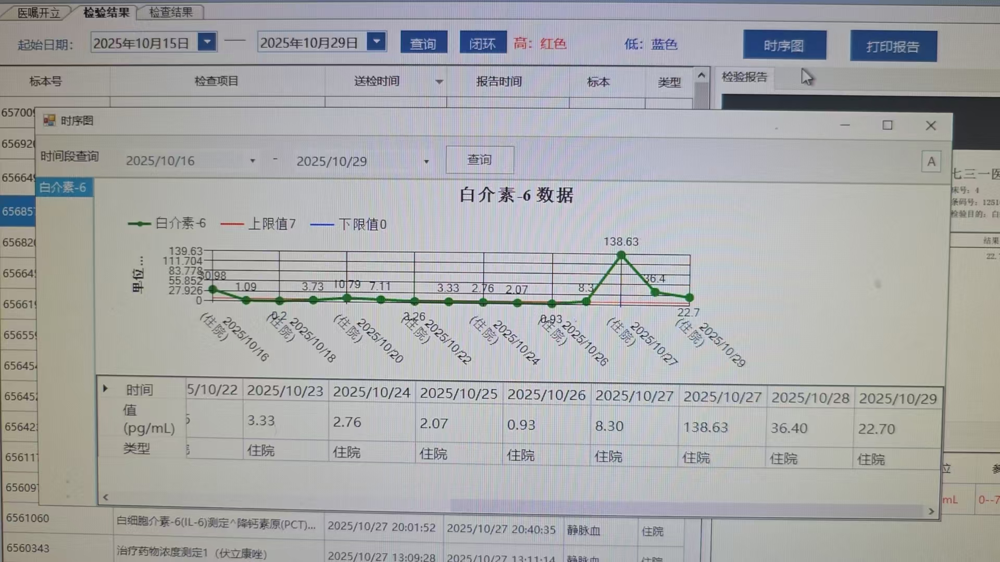 医嘱开立 检验结果 检查结果
起始日期： 2025年10月15日 — 2025年10月29日 查询 闭环 高：红色 低：蓝色 时序图 打印报告
标本号 检查项目 送检时间 报告时间 标本 类型 检验报告
65700
时序图
65692
时间段查询 2025/10/16 - 2025/10/29 查询 A
七三一医
65664
白介素-6
白介素-6 数据
床号：4
条码号：1251
检验目的：白
65685
白介素-6 上限值7 下限值0
65682
结果
138.63
139.63
111.704
83.778
55.852
27.926
0
单位...
30.98 1.09 3.73 10.79 7.11 3.33 2.76 2.07 8.3 36.4
22.
65664
65661
0.2 3.26 0.93 22.7
2025/10/16 (住院) 2025/10/18 (住院) 2025/10/20 (住院) 2025/10/22 (住院) 2025/10/24 (住院) 2025/10/26 (住院) 2025/10/27 (住院) 2025/10/29 (住院)
65655
65645
65645
时间 5/10/22 2025/10/23 2025/10/24 2025/10/25 2025/10/26 2025/10/27 2025/10/27 2025/10/28 2025/10/29
值
(pg/mL) 3.33 2.76 2.07 0.93 8.30 138.63 36.40 22.70
65642
类型 住院 住院 住院 住院 住院 住院 住院 住院
65611
65609
mL 0--7
6561060 白细胞介素-6(IL-6)测定^降钙素原(PCT)... 2025/10/27 20:01:52 2025/10/27 20:40:35 静脉血 住院
6560343 治疗药物浓度测定1（伏立康唑） 2025/10/27 13:09:28 2025/10/27 13:11:14 静脉血 住院